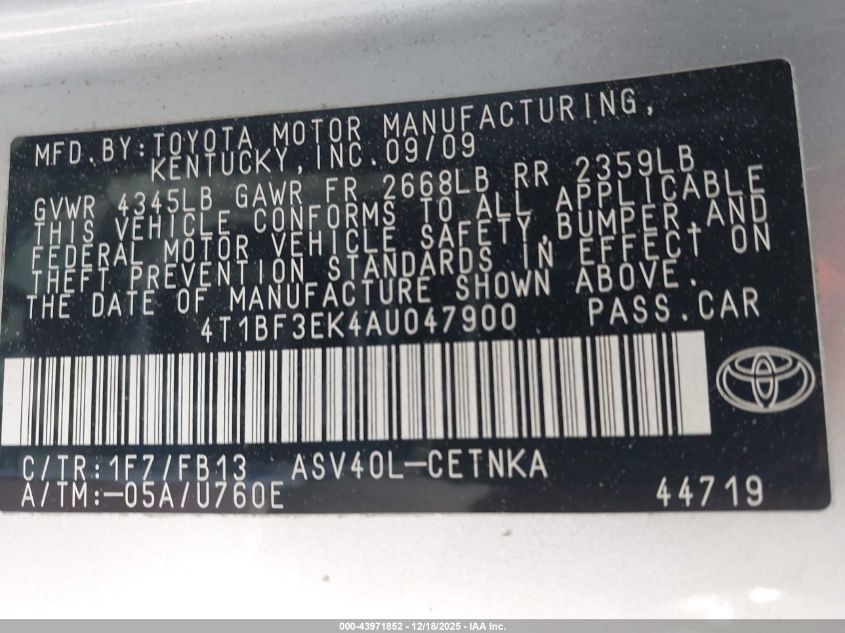 MFD.BY:TOYOTA MOTOR MANUFACTURING,
KENTUCKY,INC.09/09
GVWR 4345LB GAWR FR 2668LB RR 2359LB
THIS VEHICLE CONFORMS TO ALL APPLICABLE
FEDERAL MOTOR VEHICLE SAFETY,BUMPER,AND
THEFT PREVENTION STANDARDS IN EFFECT ON
THE DATE OF MANUFACTURE SHOWN ABOVE.
4T1BF3EK4AU047900 PASS.CAR
C/TR:1F7/FB13 ASV40L-CETNKA
A/TM:-05A/U760E 44719
000-43971852 - 12/18/2025 - IAA Inc.